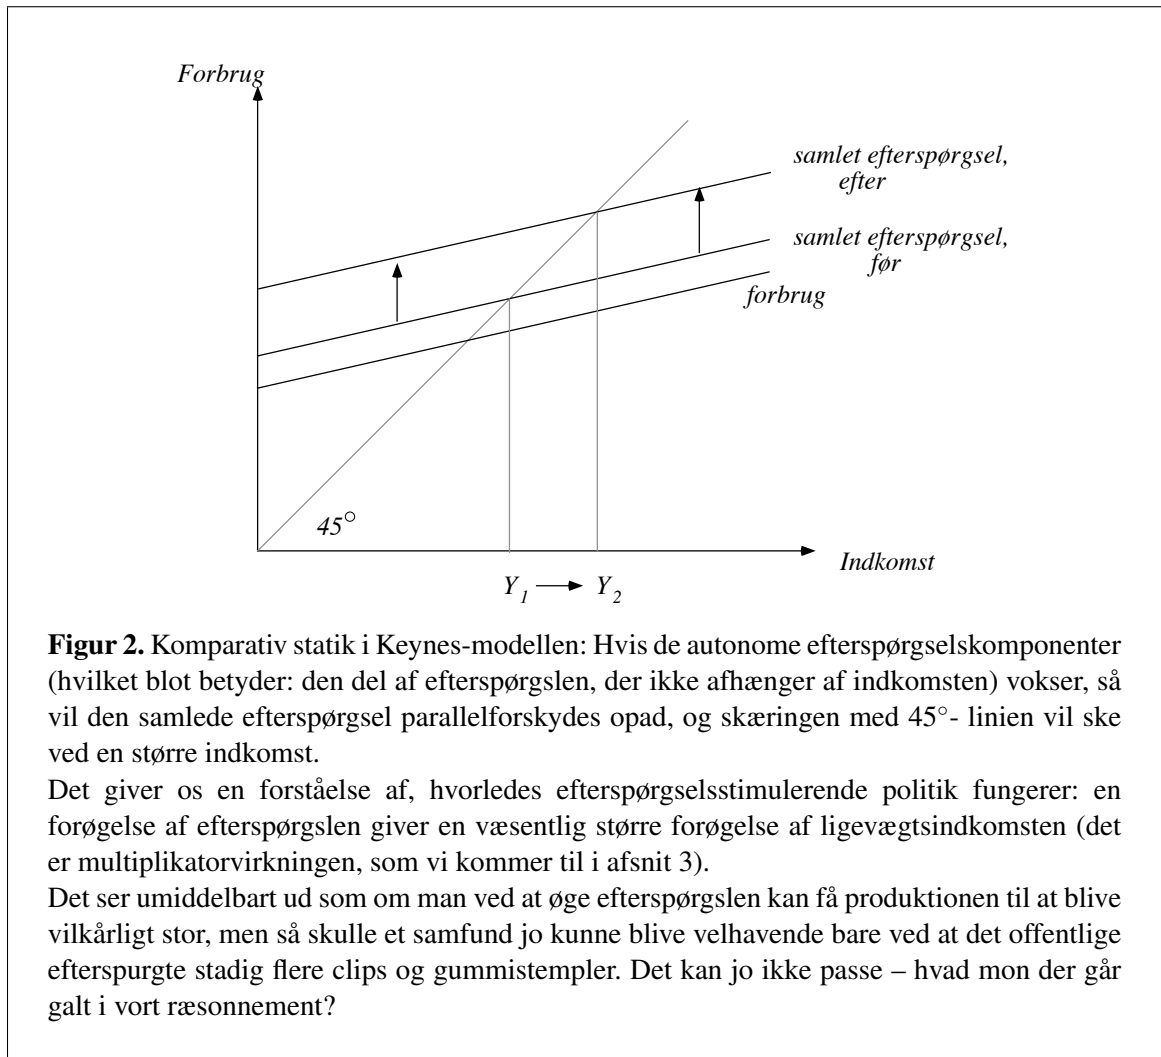 Forbrug
samlet efterspørgsel,
efter
samlet efterspørgsel,
før
forbrug
45°
Indkomst
Y1 Y2
Figur 2. Komparativ statik i Keynes-modellen: Hvis de autonome efterspørgselskomponenter
(hvilket blot betyder: den del af efterspørgslen, der ikke afhænger af indkomsten) vokser, så
vil den samlede efterspørgsel parallelforskydes opad, og skæringen med 45°- linien vil ske
ved en større indkomst.
Det giver os en forståelse af, hvorledes efterspørgselsstimulerende politik fungerer: en
forøgelse af efterspørgslen giver en væsentlig større forøgelse af ligevægtsindkomsten (det
er multiplikatorvirkningen, som vi kommer til i afsnit 3).
Det ser umiddelbart ud som om man ved at øge efterspørgslen kan få produktionen til at blive
vilkårligt stor, men så skulle et samfund jo kunne blive velhavende bare ved at det offentlige
efterspurgte stadig flere clips og gummistempler. Det kan jo ikke passe – hvad mon der går
galt i vort ræsonnement?